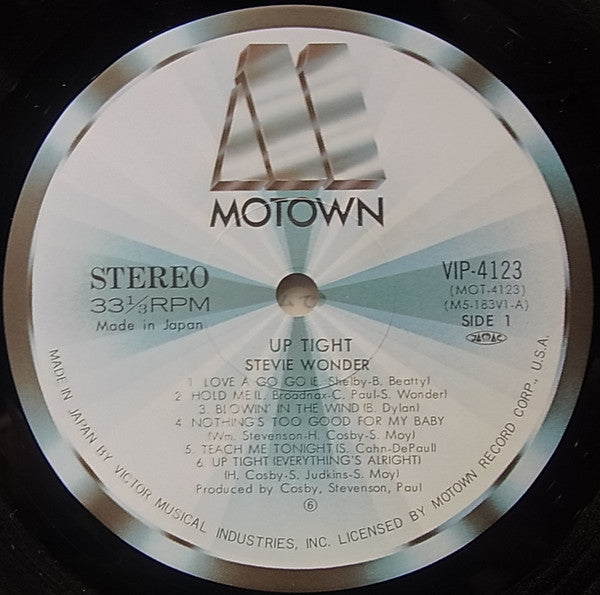 MOTOWN
STEREO
33⅓RPM
Made in Japan
VIP-4123
(MOT-4123)
(M5-183V1-A)
SIDE 1
JASRAC
UP TIGHT
STEVIE WONDER
1. LOVE A GO GO(E. Shelby-B. Beatty)
2. HOLD ME(L. Broadnax-C. Paul-S. Wonder)
3. BLOWIN' IN THE WIND(B. Dylan)
4. NOTHING'S TOO GOOD FOR MY BABY
(Wm. Stevenson-H. Cosby-S. Moy)
5. TEACH ME TONIGHT(S. Cahn-DePaul)
6. UP TIGHT(EVERYTHING'S ALRIGHT)
(H. Cosby-S. Judkins-S. Moy)
Produced by Cosby, Stevenson, Paul
⑥
MADE IN JAPAN BY VICTOR MUSICAL INDUSTRIES, INC. LICENSED BY MOTOWN RECORD CORP., U.S.A.